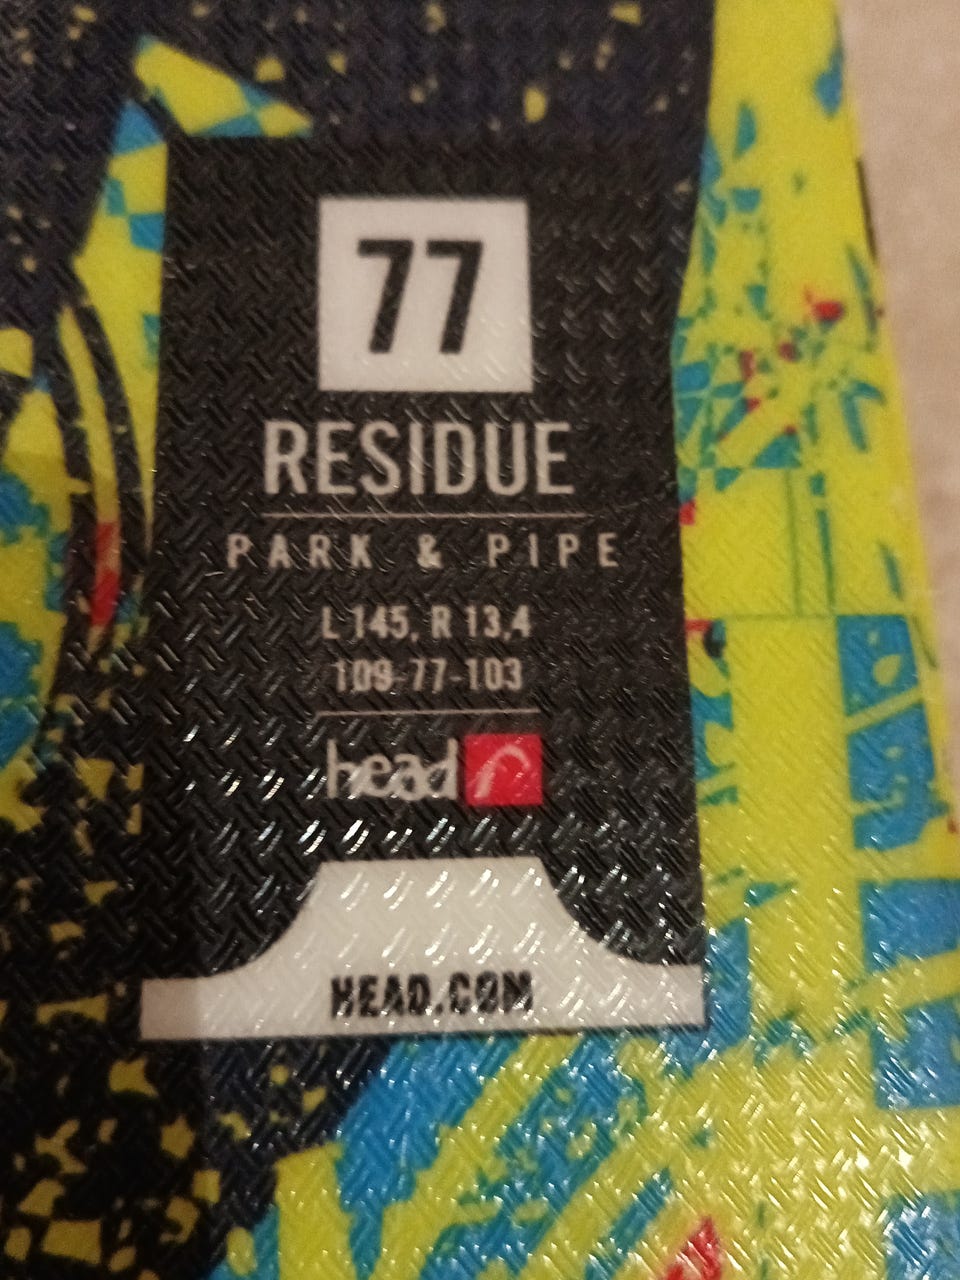 77
RESIDUE
PARK & PIPE
L 145, R 13,4
109-77-103
head
HEAD.COM